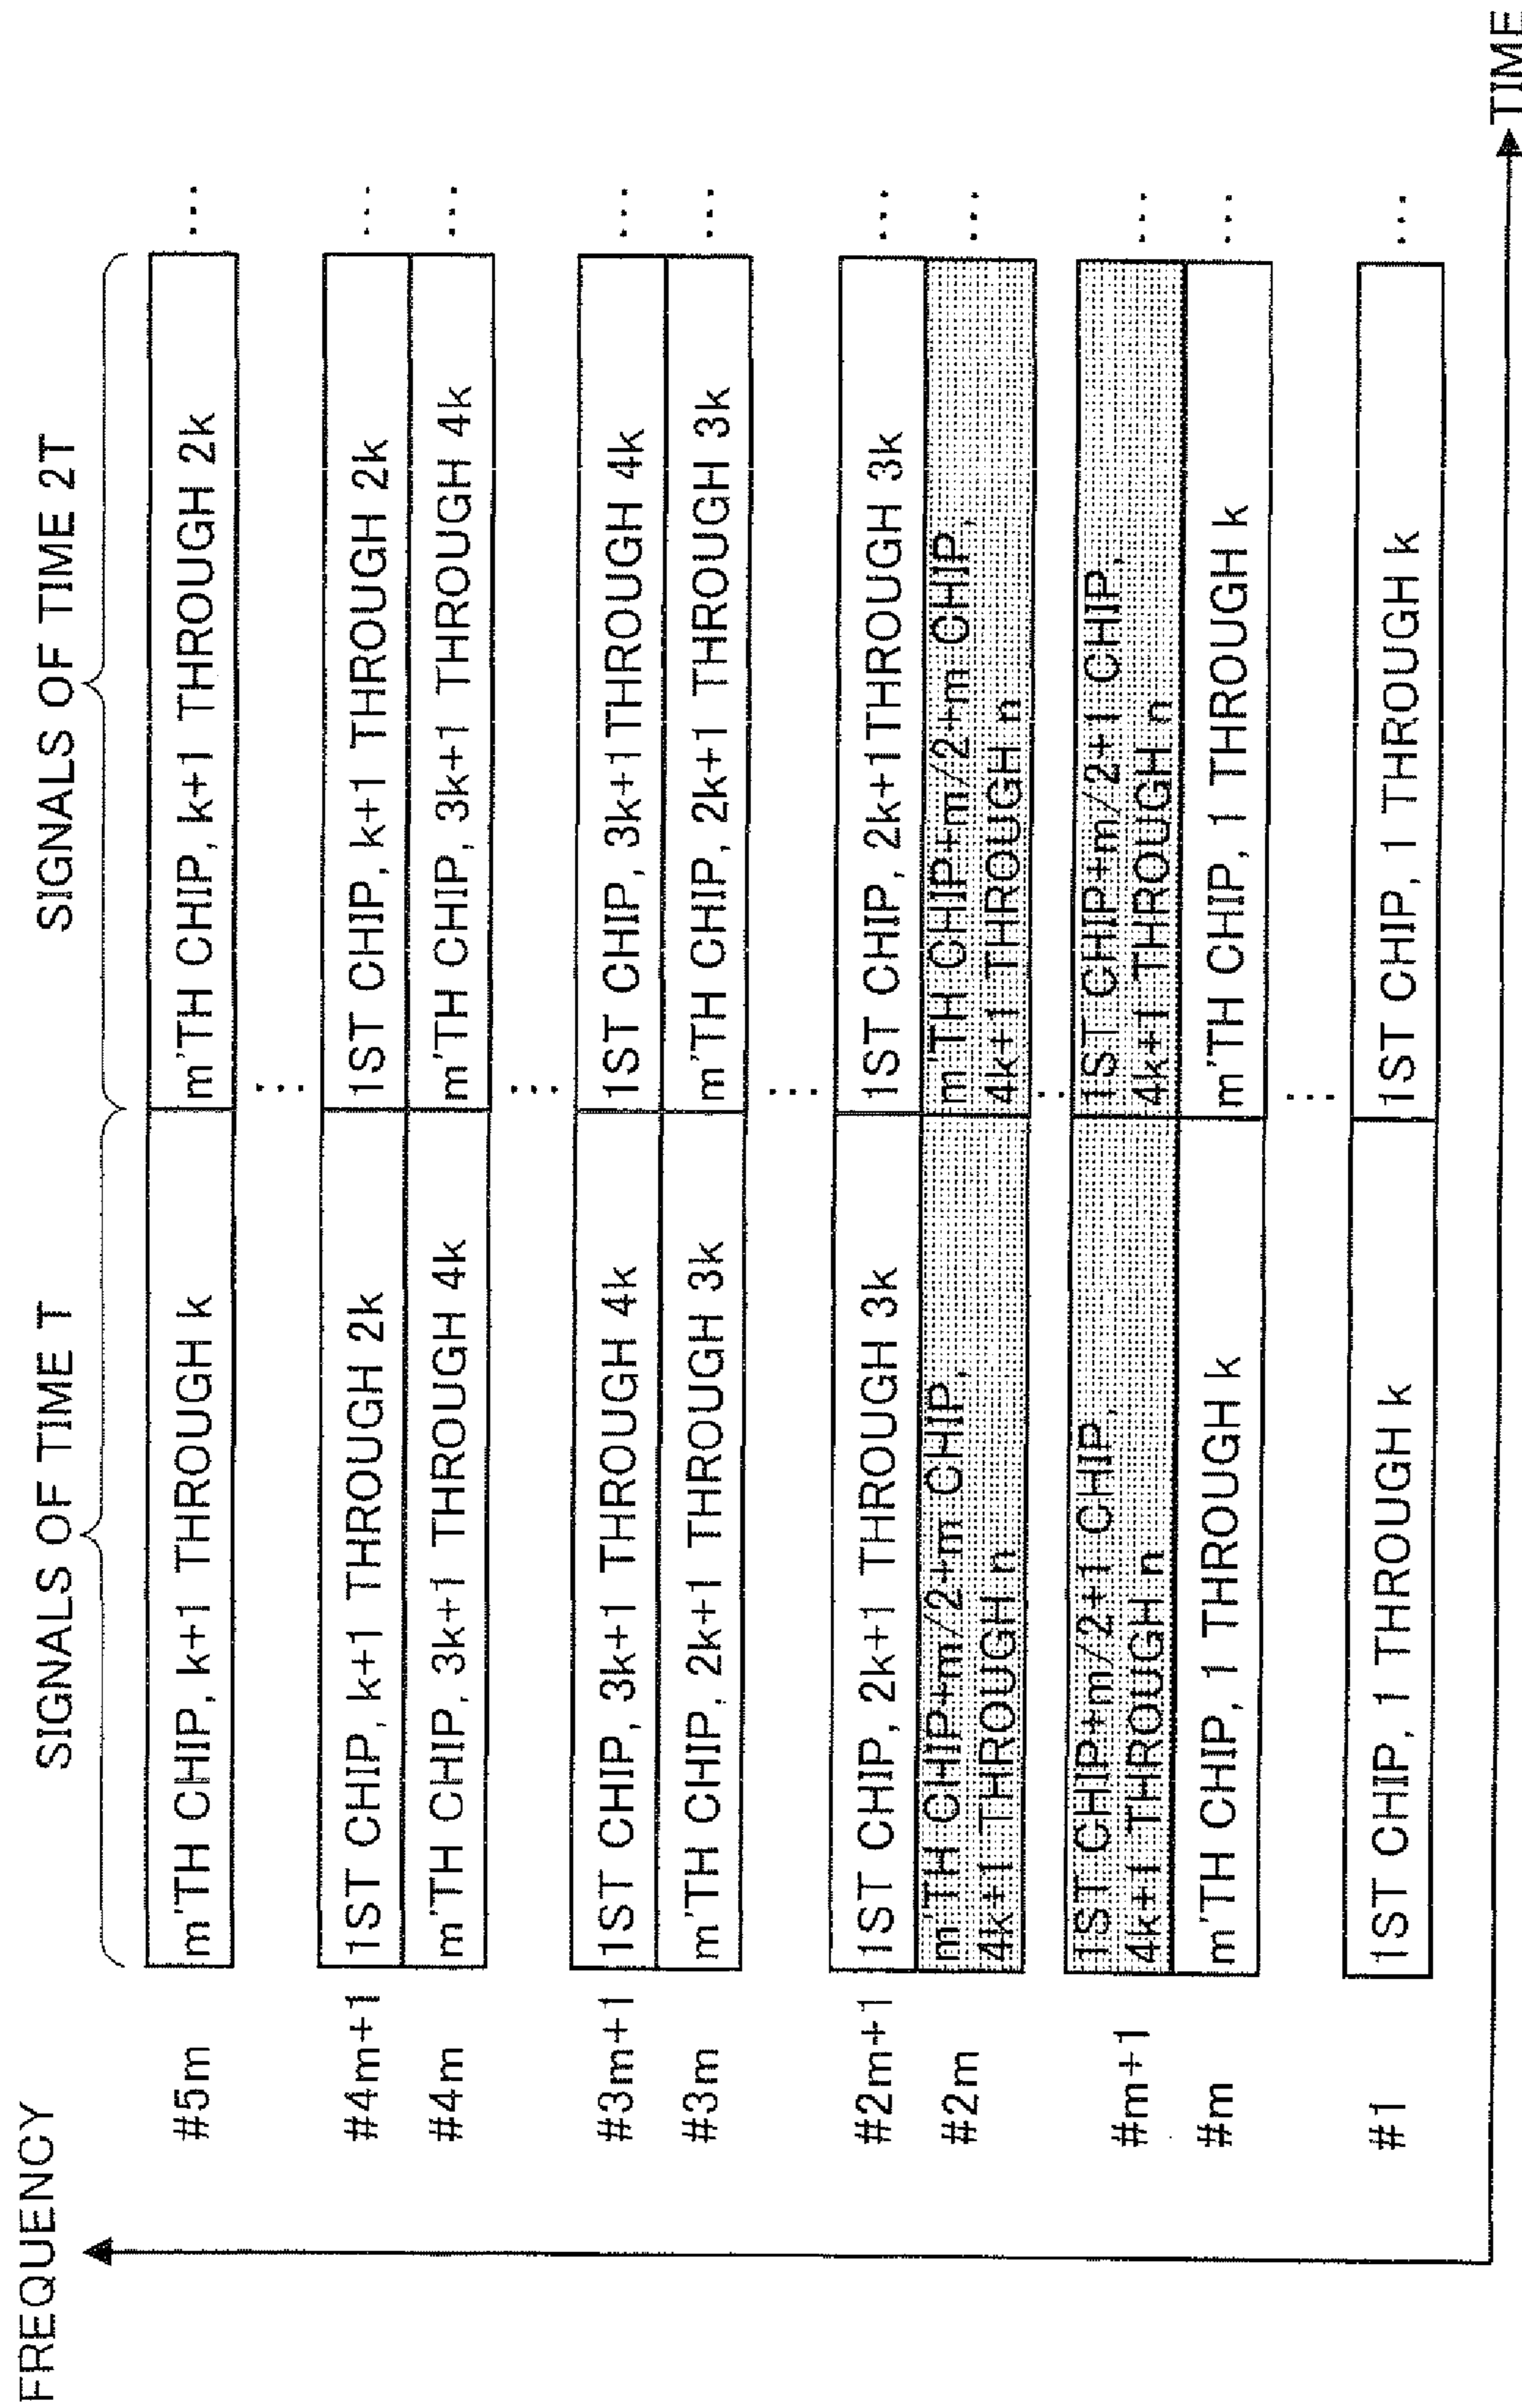 FREQUENCY
SIGNALS OF TIME T
SIGNALS OF TIME 2T
#5m
m'TH CHIP, k+1 THROUGH k
m'TH CHIP, k+1 THROUGH 2k
...
...
#4m+1
1ST CHIP, k+1 THROUGH 2k
1ST CHIP, k+1 THROUGH 2k
...
#4m
m'TH CHIP, 3k+1 THROUGH 4k
m'TH CHIP, 3k+1 THROUGH 4k
...
...
#3m+1
1ST CHIP, 3k+1 THROUGH 4k
1ST CHIP, 3k+1 THROUGH 4k
...
#3m
m'TH CHIP, 2k+1 THROUGH 3k
m'TH CHIP, 2k+1 THROUGH 3k
...
...
#2m+1
1ST CHIP, 2k+1 THROUGH 3k
1ST CHIP, 2k+1 THROUGH 3k
...
#2m
m'TH CHIP+m/2+m CHIP,
4k+1 THROUGH n
m'TH CHIP+m/2+m CHIP,
4k+1 THROUGH n
...
...
#m+1
1ST CHIP+m/2+1 CHIP,
4k+1 THROUGH n
1ST CHIP+m/2+1 CHIP,
4k+1 THROUGH n
...
#m
m'TH CHIP, 1 THROUGH k
m'TH CHIP, 1 THROUGH k
...
...
#1
1ST CHIP, 1 THROUGH k
1ST CHIP, 1 THROUGH k
...
TIME